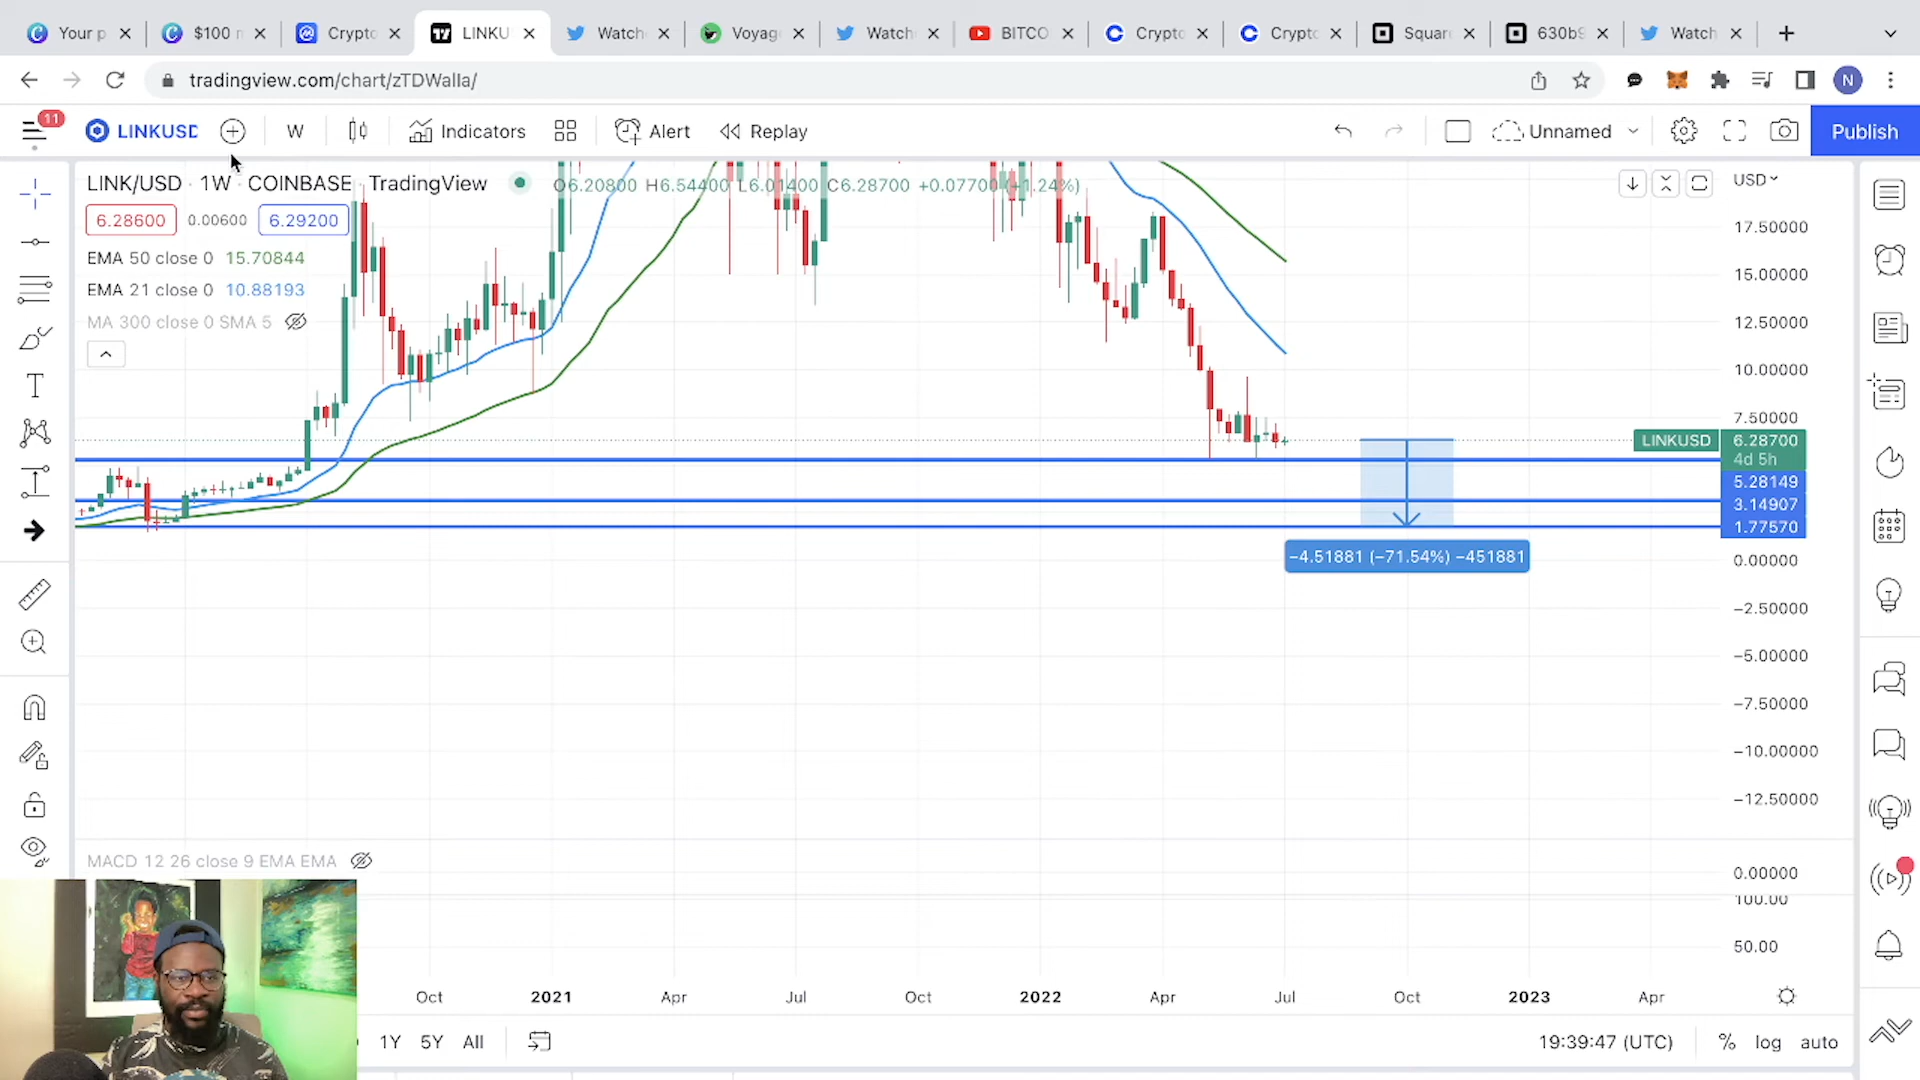 Your p
$100 r
Crypto
LINKU
Watch
Voyag
Watch
BITCO
Crypto
Crypto
Squar
630b9
Watch
tradingview.com/chart/zTDWalla/
N
11
LINKUSD
W
Indicators
Alert
Replay
Unnamed
Publish
LINK/USD · 1W · COINBASE · TradingView
O6.20800 H6.54400 L6.01400 C6.28700 +0.07700 (+1.24%)
USD
6.28600
0.00600
6.29200
EMA 50 close 0 15.70844
EMA 21 close 0 10.88193
MA 300 close 0 SMA 5
17.50000
15.00000
12.50000
10.00000
7.50000
LINKUSD
6.28700
4d 5h
5.28149
3.14907
1.77570
−4.51881 (−71.54%) −451881
0.00000
−2.50000
−5.00000
−7.50000
−10.00000
−12.50000
MACD 12 26 close 9 EMA EMA
0.00000
100.00
50.00
Oct
2021
Apr
Jul
Oct
2022
Apr
Jul
Oct
2023
Apr
1Y
5Y
All
19:39:47 (UTC)
%
log
auto